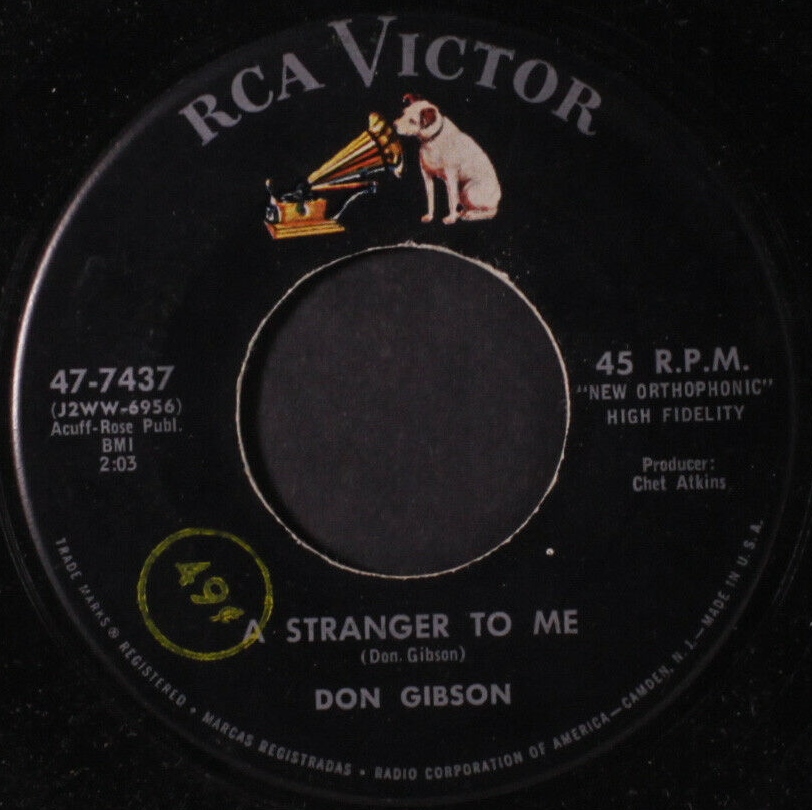 RCA VICTOR
47-7437
(J2WW-6956)
Acuff-Rose Publ.
BMI
2:03
45 R.P.M.
"NEW ORTHOPHONIC"
HIGH FIDELITY
Producer:
Chet Atkins
49¢
A STRANGER TO ME
(Don Gibson)
DON GIBSON
TRADE MARKS ® REGISTERED • MARCAS REGISTRADAS • RADIO CORPORATION OF AMERICA—CAMDEN, N. J.—MADE IN U. S. A.